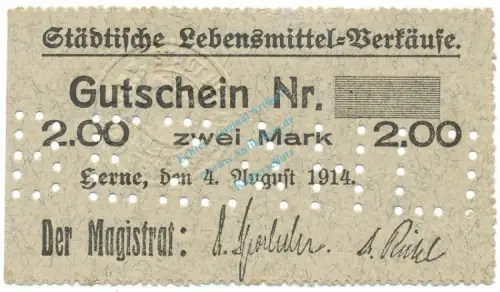 Städtische Lebensmittel=Verkäufe.
Gutschein Nr.
2.00 zwei Mark 2.00
Herne, den 4. August 1914.
Der Magistrat: